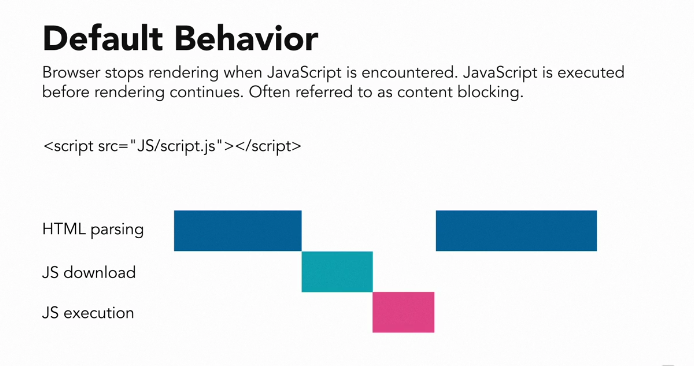 Default Behavior
Browser stops rendering when JavaScript is encountered. JavaScript is executed
before rendering continues. Often referred to as content blocking.
<script src="JS/script.js"></script>
HTML parsing
JS download
JS execution